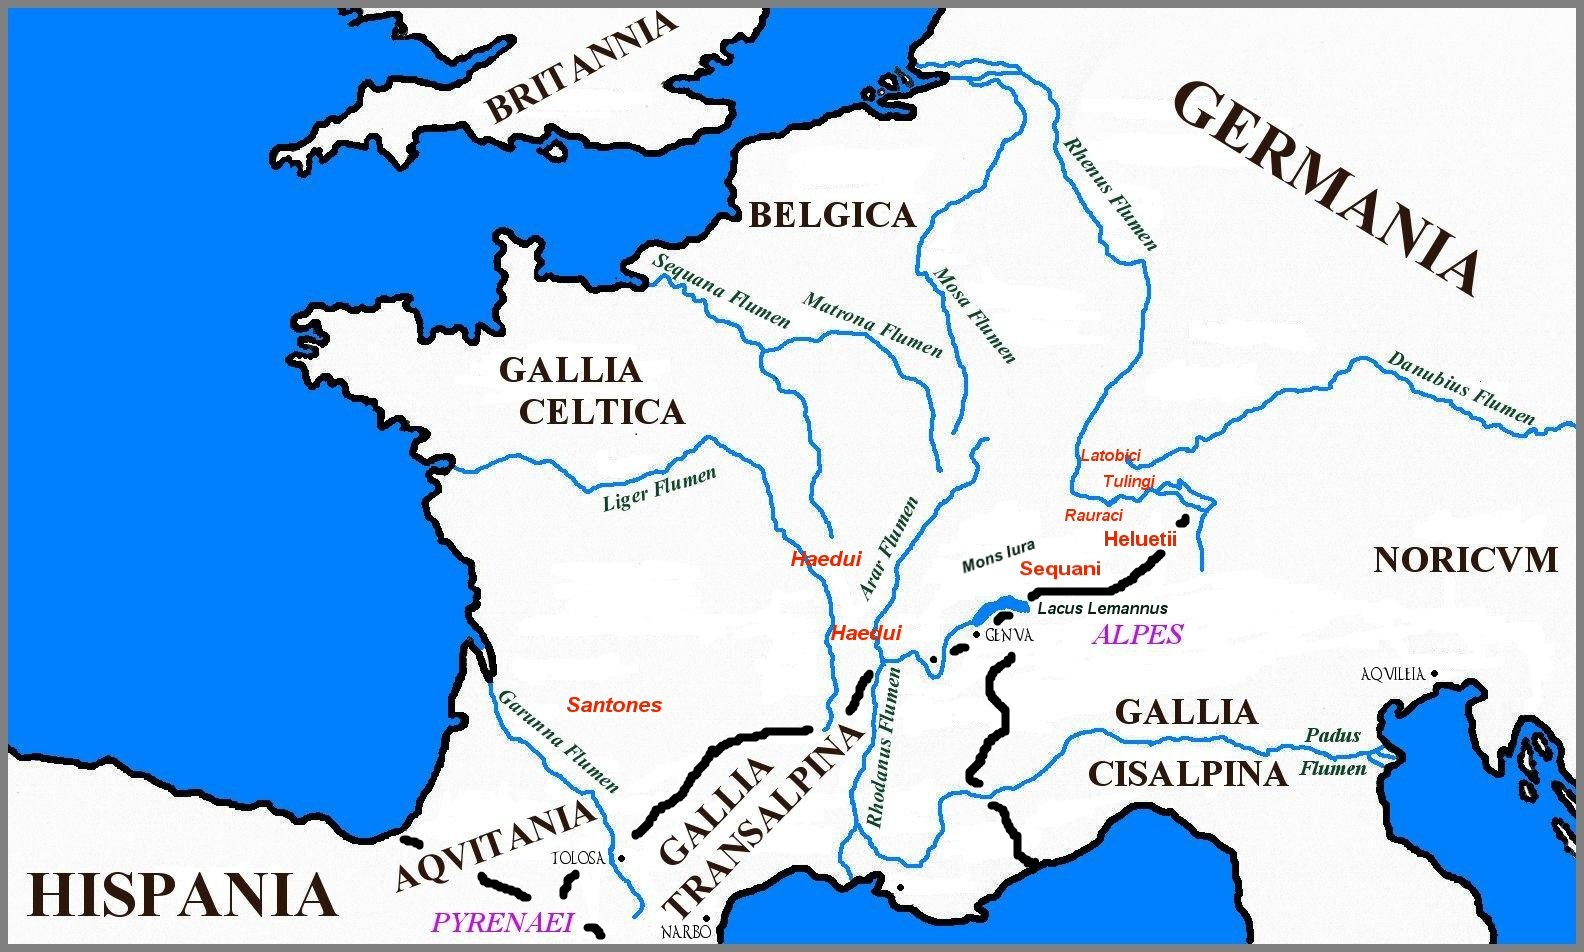 BRITANNIA
GERMANIA
Rhenus Flumen
BELGICA
Sequana Flumen
Matrona Flumen
Mosa Flumen
GALLIA
CELTICA
Danubius Flumen
Latobici
Tulingi
Liger Flumen
Rauraci
Heluetii
Arar Flumen
Mons Iura
Haedui
Sequani
NORICVM
Lacus Lemannus
Haedui
GENVA
ALPES
AQVILEIA
Santones
Garunna Flumen
Rhodanus Flumen
GALLIA
CISALPINA
Padus
Flumen
GALLIA
TRANSALPINA
AQVITANIA
TOLOSA
HISPANIA
PYRENAEI
NARBO